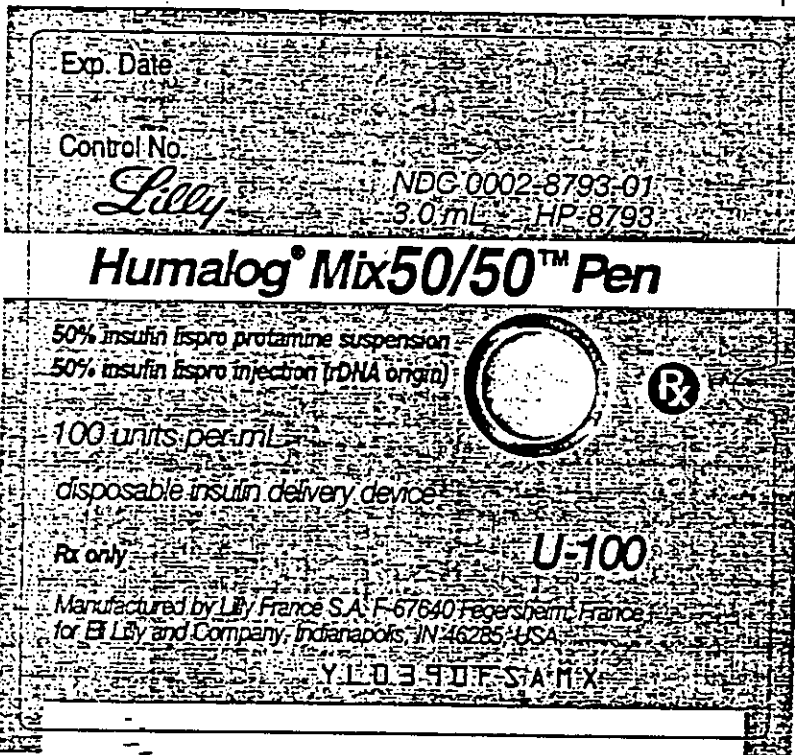 Exp. Date
Control No.
Lilly
NDC 0002-8793-01
3.0 mL HP-8793
Humalog® Mix50/50™ Pen
50% insulin lispro protamine suspension
50% insulin lispro injection (rDNA origin)
Rx
100 units per mL
disposable insulin delivery device
Rx only
U-100
Manufactured by Lilly France S.A. F-67640 Fegersheim, France
for Eli Lilly and Company, Indianapolis, IN 46285, USA